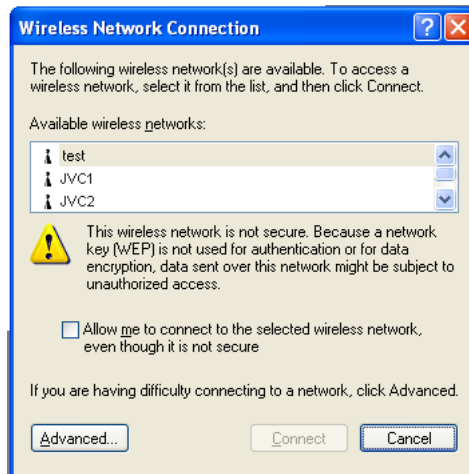 Wireless Network Connection
The following wireless network(s) are available. To access a
wireless network, select it from the list, and then click Connect.
Available wireless networks:
test
JVC1
JVC2
This wireless network is not secure. Because a network
key (WEP) is not used for authentication or for data
encryption, data sent over this network might be subject to
unauthorized access.
Allow me to connect to the selected wireless network,
even though it is not secure
If you are having difficulty connecting to a network, click Advanced.
Advanced... Connect Cancel